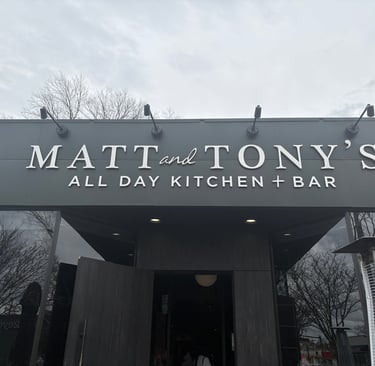 MATT and TONY'S
ALL DAY KITCHEN + BAR